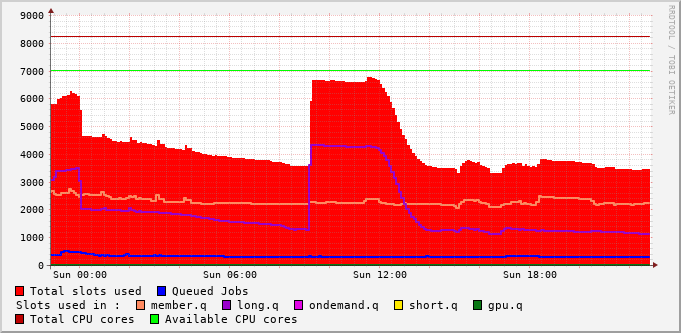 RRDTOOL / TOBI OETIKER
9000
8000
7000
6000
5000
4000
3000
2000
1000
0
Sun 00:00 Sun 06:00 Sun 12:00 Sun 18:00
Total slots used Queued Jobs
Slots used in : member.q long.q ondemand.q short.q gpu.q
Total CPU cores Available CPU cores